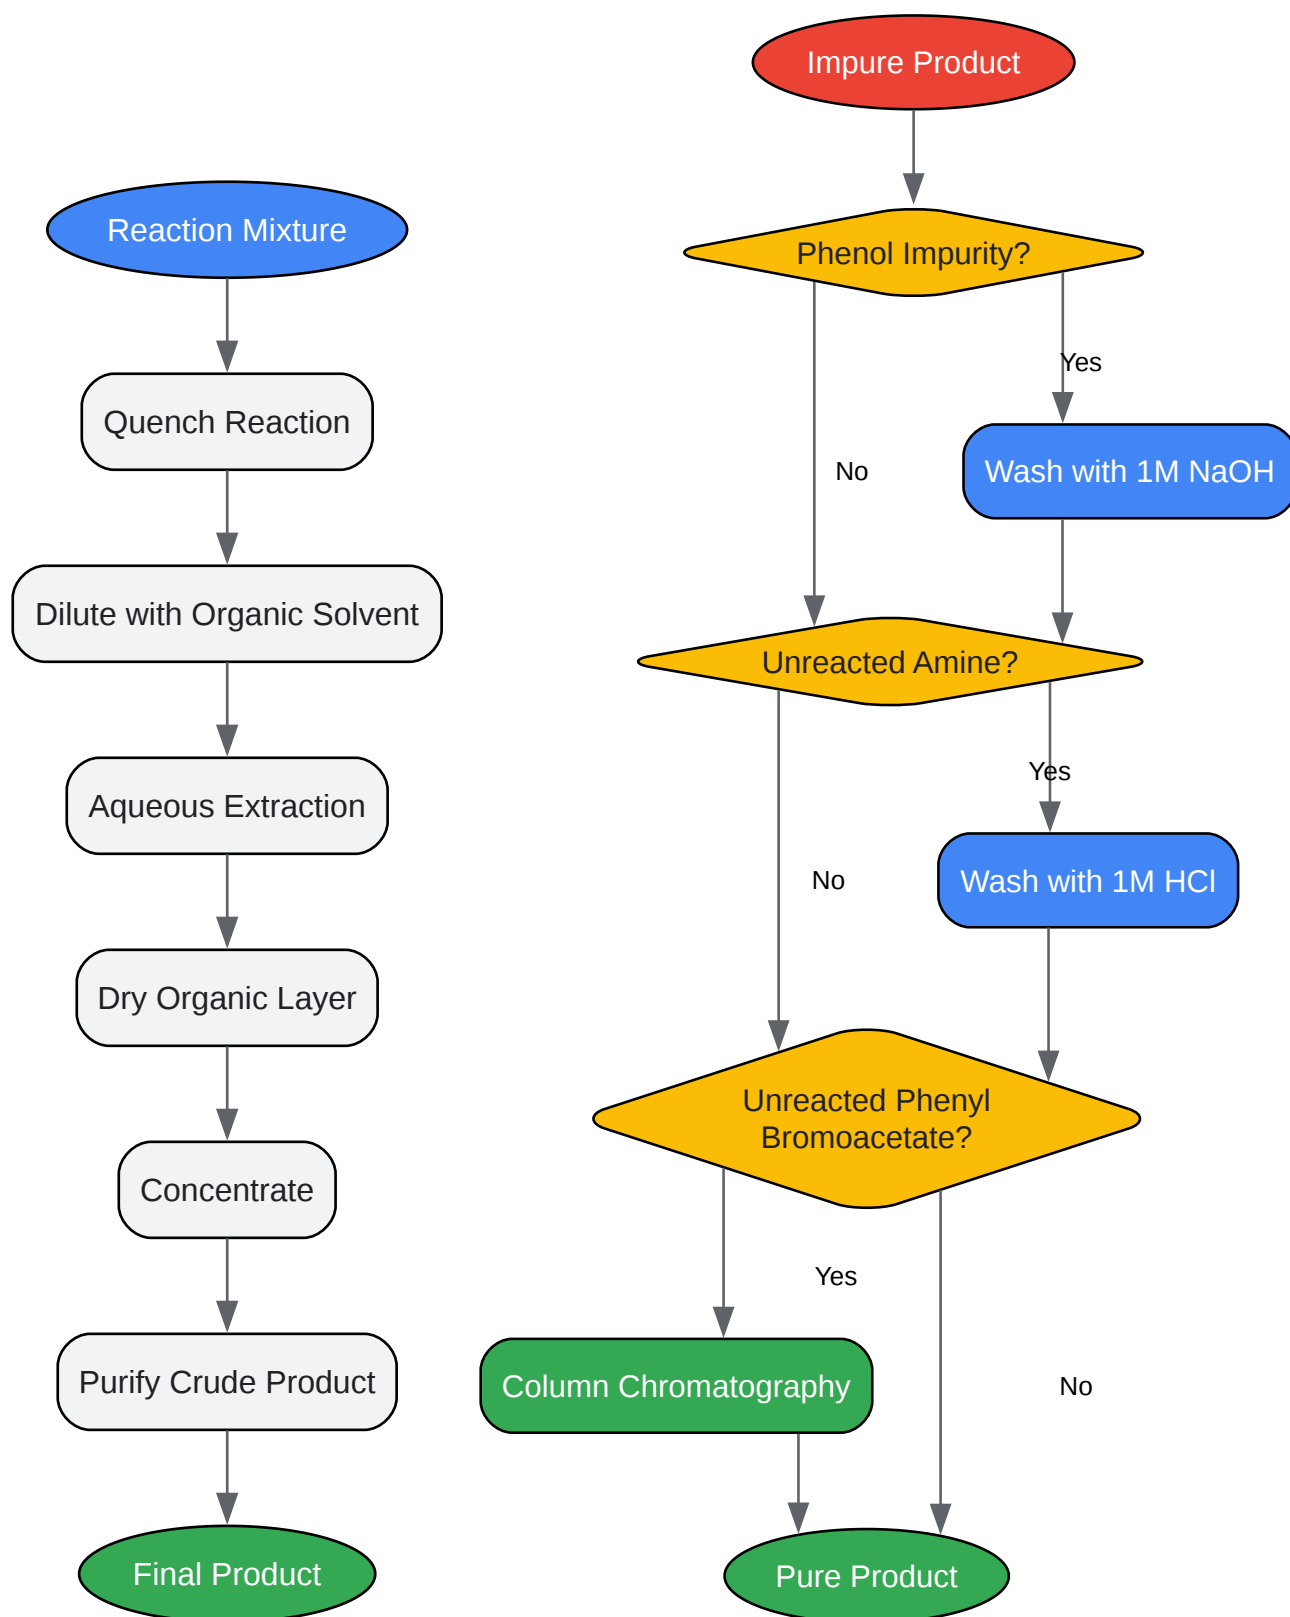 Reaction Mixture
Quench Reaction
Dilute with Organic Solvent
Aqueous Extraction
Dry Organic Layer
Concentrate
Purify Crude Product
Final Product
Impure Product
Phenol Impurity?
Yes
No
Wash with 1M NaOH
Unreacted Amine?
Yes
No
Wash with 1M HCl
Unreacted Phenyl
Bromoacetate?
Yes
Column Chromatography
No
Pure Product